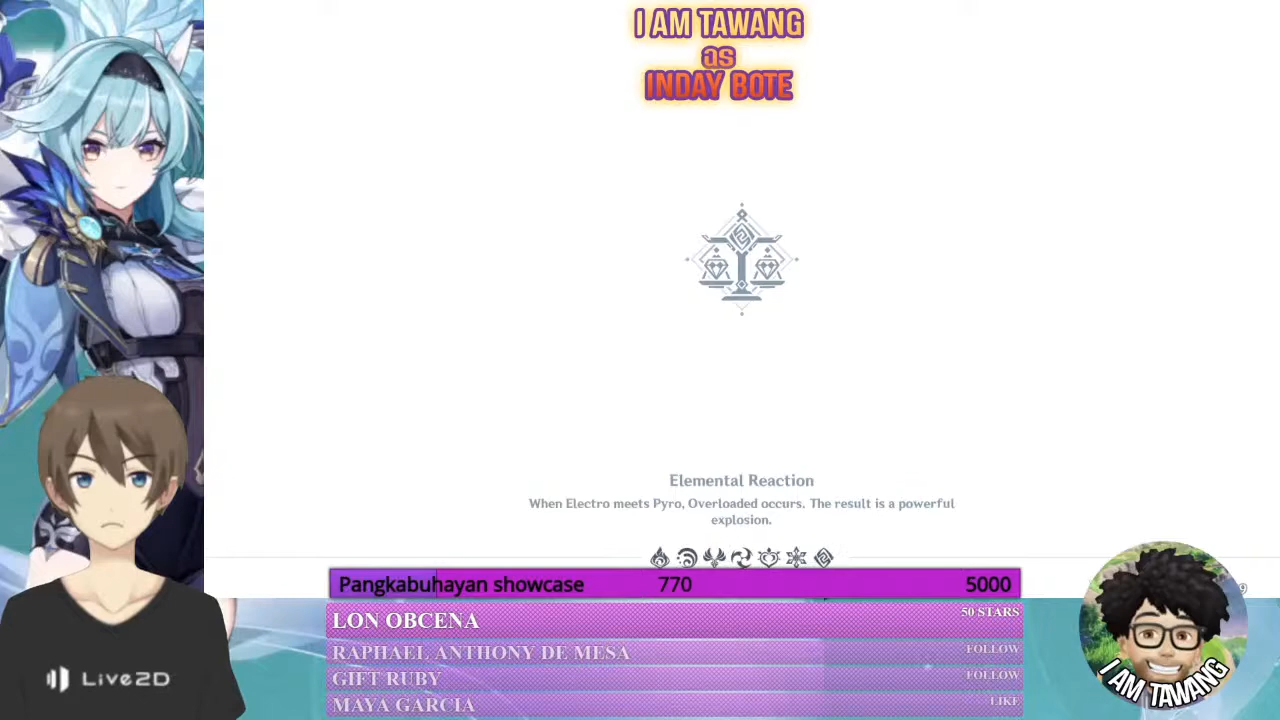 I AM TAWANG
as
INDAY BOTE
Elemental Reaction
When Electro meets Pyro, Overloaded occurs. The result is a powerful
explosion.
Pangkabuhayan showcase 770 5000
LON OBCENA 50 STARS
RAPHAEL ANTHONY DE MESA FOLLOW
GIFT RUBY FOLLOW
MAYA GARCIA LIKE
Live2D
I AM TAWANG